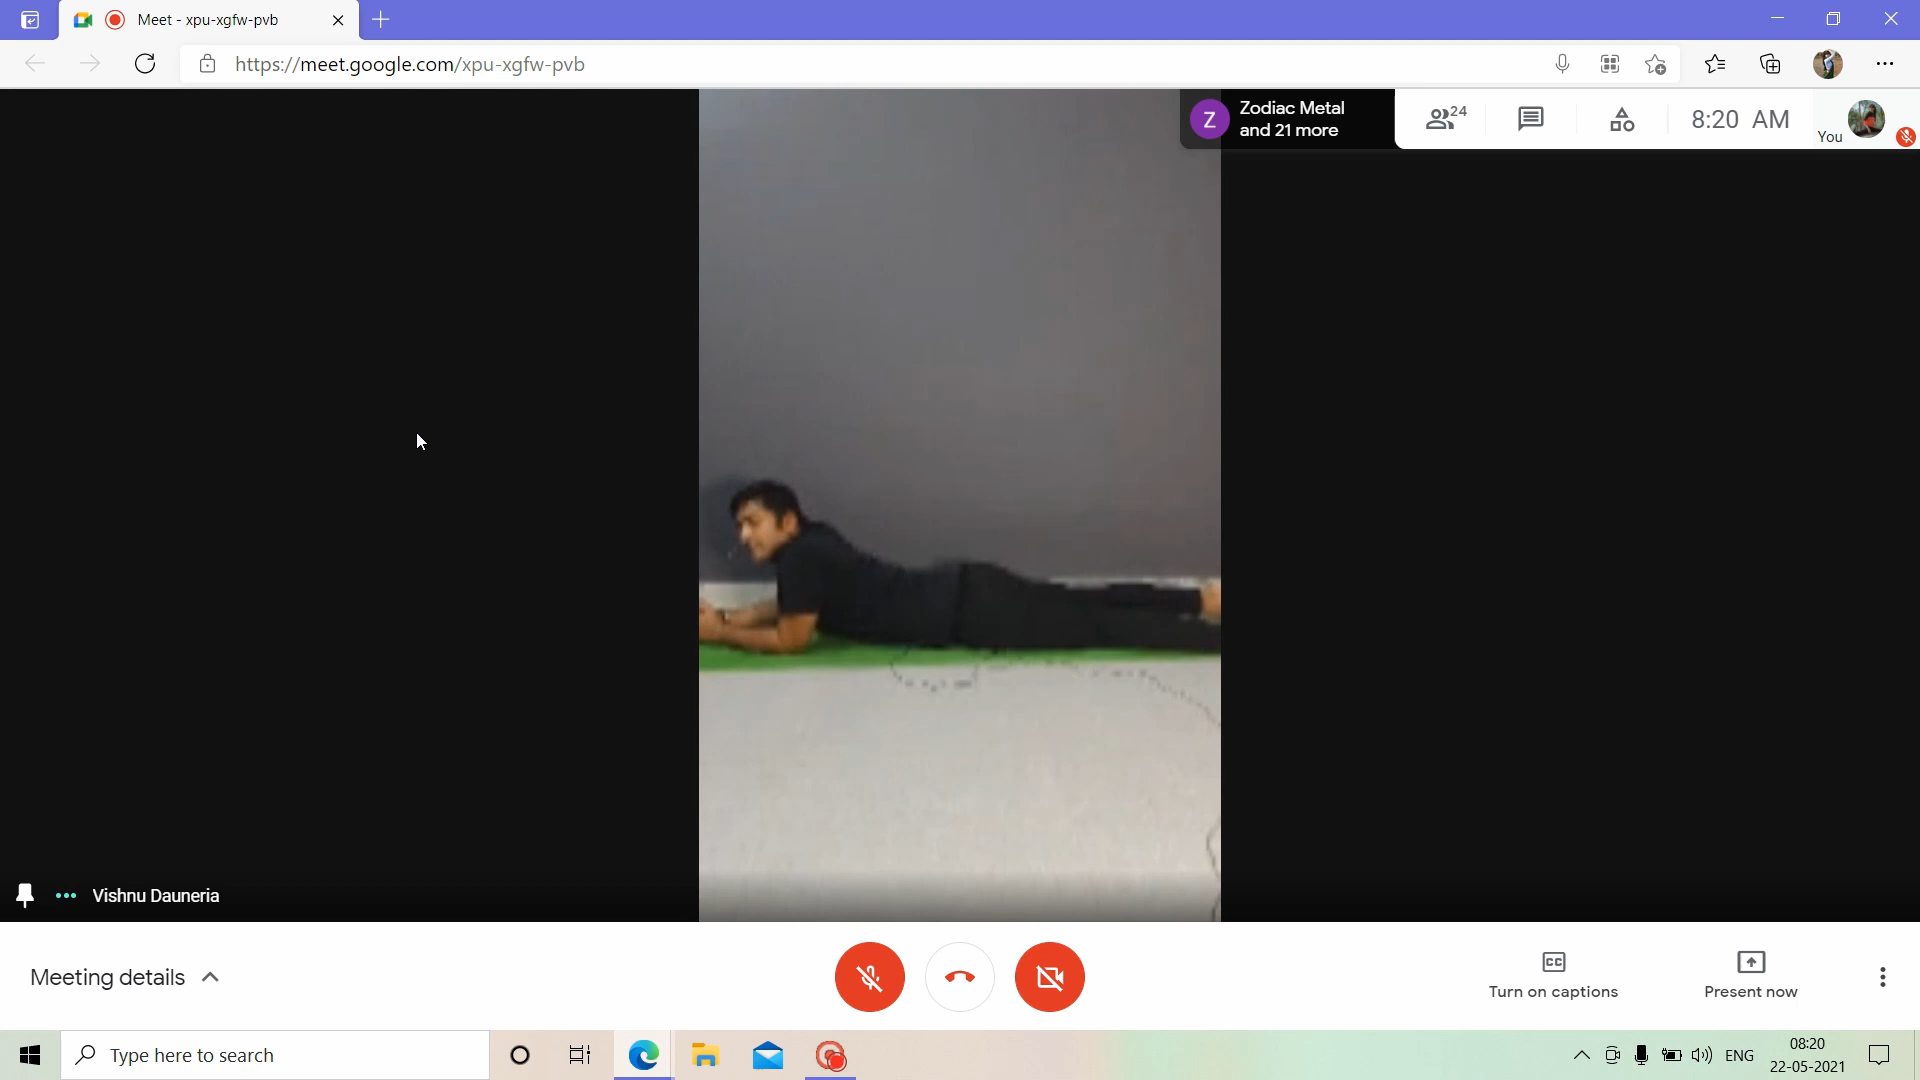 Meet - xpu-xgfw-pvb
https://meet.google.com/xpu-xgfw-pvb
Z
Zodiac Metal
and 21 more
24
8:20 AM
You
Vishnu Dauneria
Meeting details
CC
Turn on captions
Present now
Type here to search
ENG
08:20
22-05-2021